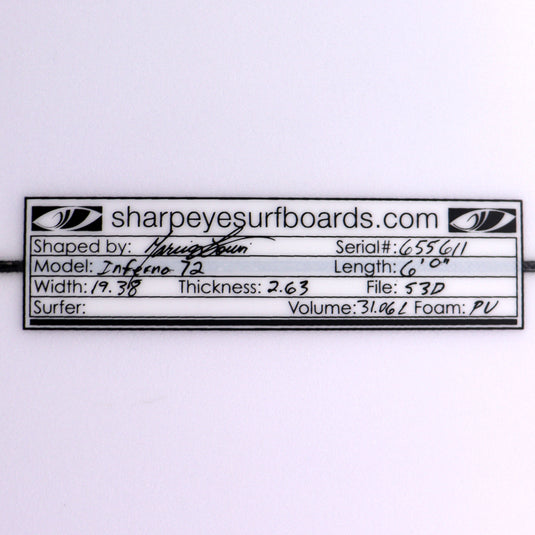 sharpeyesurfboards.com
Shaped by: Serial#: 655611
Model: Inferno 72 Length: 6'0"
Width: 19.38 Thickness: 2.63 File: 53D
Surfer: Volume: 31.06L Foam: PU